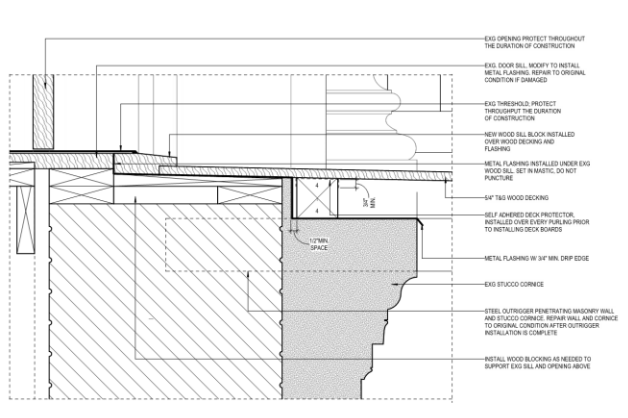 EXG OPENING PROTECT THROUGHOUT
THE DURATION OF CONSTRUCTION
EXG. DOOR SILL, MODIFY TO INSTALL
METAL FLASHING. REPAIR TO ORIGINAL
CONDITION IF DAMAGED
EXG THRESHOLD; PROTECT
THROUGHPUT THE DURATION
OF CONSTRUCTION
NEW WOOD SILL BLOCK INSTALLED
OVER WOOD DECKING AND
FLASHING
METAL FLASHING INSTALLED UNDER EXG
WOOD SILL. SET IN MASTIC, DO NOT
PUNCTURE
5/4" T&G WOOD DECKING
SELF ADHERED DECK PROTECTOR,
INSTALLED OVER EVERY PURLING PRIOR
TO INSTALLING DECK BOARDS
METAL FLASHING W/ 3/4" MIN. DRIP EDGE
EXG STUCCO CORNICE
STEEL OUTRIGGER PENETRATING MASONRY WALL
AND STUCCO CORNICE. REPAIR WALL AND CORNICE
TO ORIGINAL CONDITION AFTER OUTRIGGER
INSTALLATION IS COMPLETE
INSTALL WOOD BLOCKING AS NEEDED TO
SUPPORT EXG SILL AND OPENING ABOVE
4
4
3/4"
MIN.
1/2"MIN.
SPACE